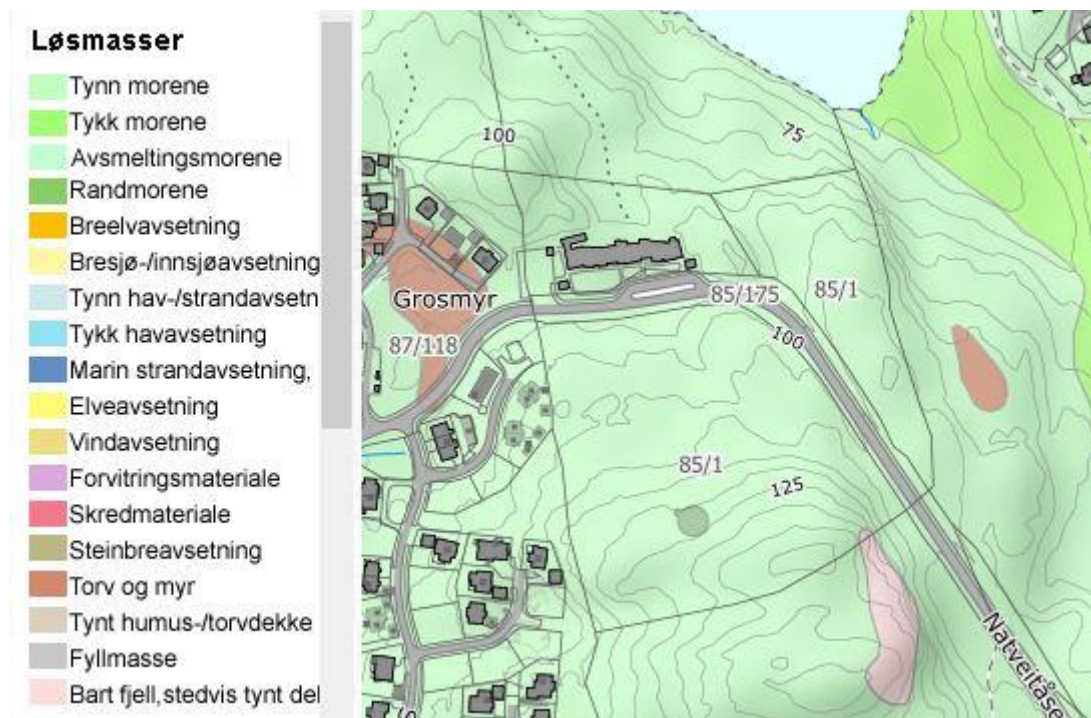 Løsmasser
Tynn morene
Tykk morene
Avsmeltingsmorene
Randmorene
Breelvavsetning
Bresjø-/innsjøavsetning
Tynn hav-/strandavsetn
Tykk havavsetning
Marin strandavsetning,
Elveavsetning
Vindavsetning
Forvitringsmateriale
Skredmateriale
Steinbreavsetning
Torv og myr
Tynt humus-/torvdekke
Fyllmasse
Bart fjell,stedvis tynt del
100
75
Grosmyr
85/175
85/1
87/118
100
85/1
125
Natveitåse